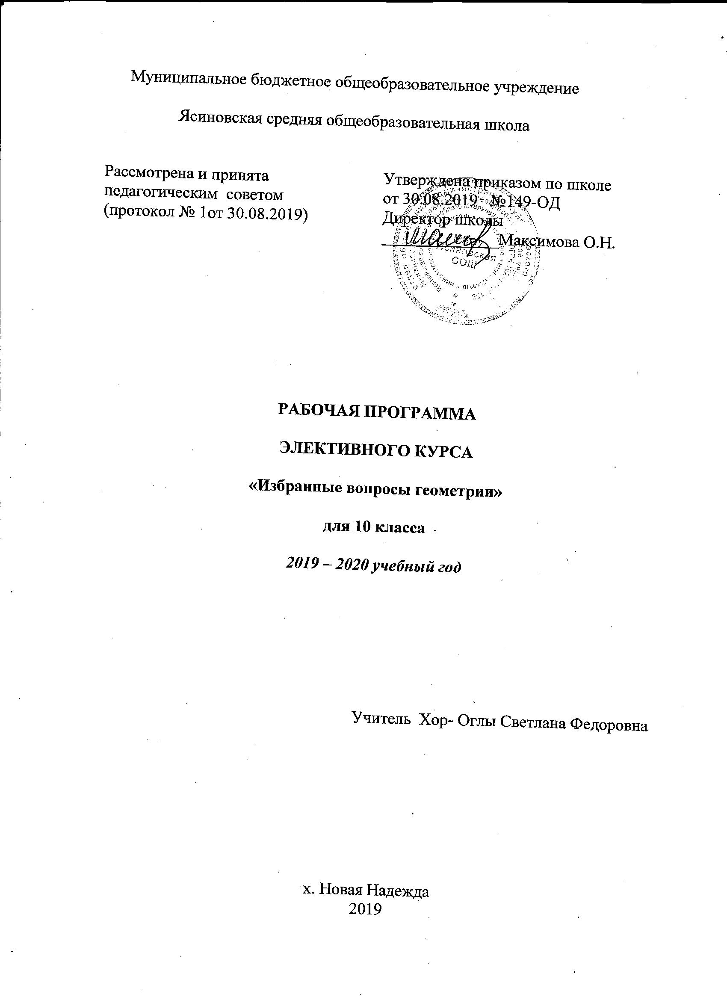 Муниципальное бюджетное общеобразовательное учреждение
Ясиновская средняя общеобразовательная школа
Рассмотрена и принята
педагогическим советом
(протокол № 1от 30.08.2019)
Утверждена приказом по школе
от 30.08.2019 №149-ОД
Директор школы
Максимова О.Н.
Ясиновская
СОШ
РАБОЧАЯ ПРОГРАММА
ЭЛЕКТИВНОГО КУРСА
«Избранные вопросы геометрии»
для 10 класса
2019 – 2020 учебный год
Учитель Хор- Оглы Светлана Федоровна
х. Новая Надежда
2019